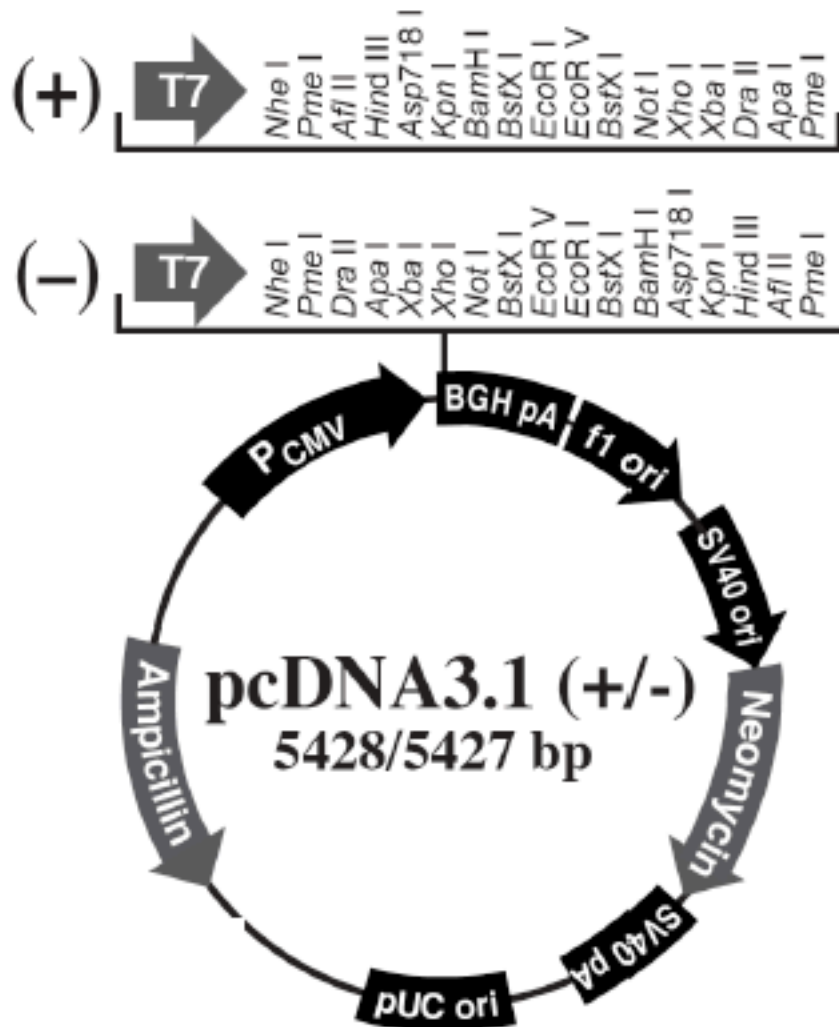 (+) T7 Nhe I Pme I Afl II Hind III Asp718 I Kpn I BamH I BstX I EcoR I EcoR V BstX I Not I Xho I Xba I Dra II Apa I Pme I
(–) T7 Nhe I Pme I Dra II Apa I Xba I Xho I Not I BstX I EcoR V EcoR I BstX I BamH I Asp718 I Kpn I Hind III Afl II Pme I
PCMV
BGH pA
f1 ori
SV40 ori
Neomycin
SV40 pA
pUC ori
Ampicillin
pcDNA3.1 (+/-)
5428/5427 bp